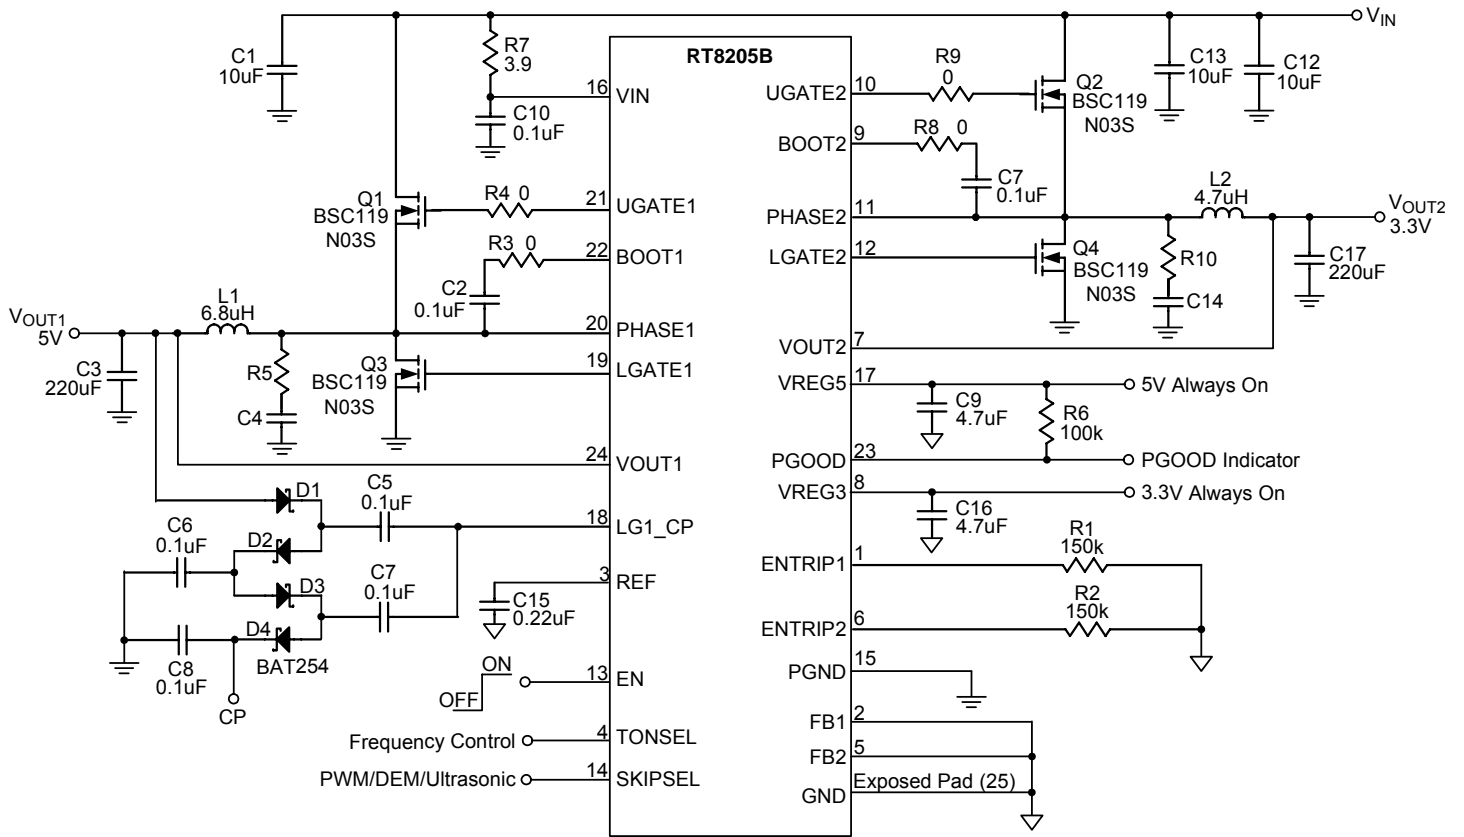 VIN
C1
10uF
R7
3.9
C10
0.1uF
RT8205B
16 VIN
UGATE2 10
R9
0
Q2
BSC119
N03S
C13
10uF
C12
10uF
BOOT2 9
R8 0
C7
0.1uF
Q1
BSC119
N03S
R4 0
21 UGATE1
R3 0
22 BOOT1
C2
0.1uF
PHASE2 11
L2
4.7uH
VOUT2
3.3V
LGATE2 12
Q4
BSC119
N03S
R10
C14
C17
220uF
VOUT1
5V
L1
6.8uH
20 PHASE1
C3
220uF
R5
C4
Q3
BSC119
N03S
19 LGATE1
VOUT2 7
VREG5 17
5V Always On
C9
4.7uF
R6
100k
24 VOUT1
PGOOD 23
PGOOD Indicator
VREG3 8
3.3V Always On
C16
4.7uF
D1
C5
0.1uF
18 LG1_CP
C6
0.1uF
D2
D3
C7
0.1uF
3 REF
C15
0.22uF
D4
BAT254
C8
0.1uF
CP
ENTRIP1 1
R1
150k
ENTRIP2 6
R2
150k
PGND 15
ON
OFF
13 EN
FB1 2
Frequency Control
4 TONSEL
FB2 5
PWM/DEM/Ultrasonic
14 SKIPSEL
GND
Exposed Pad (25)